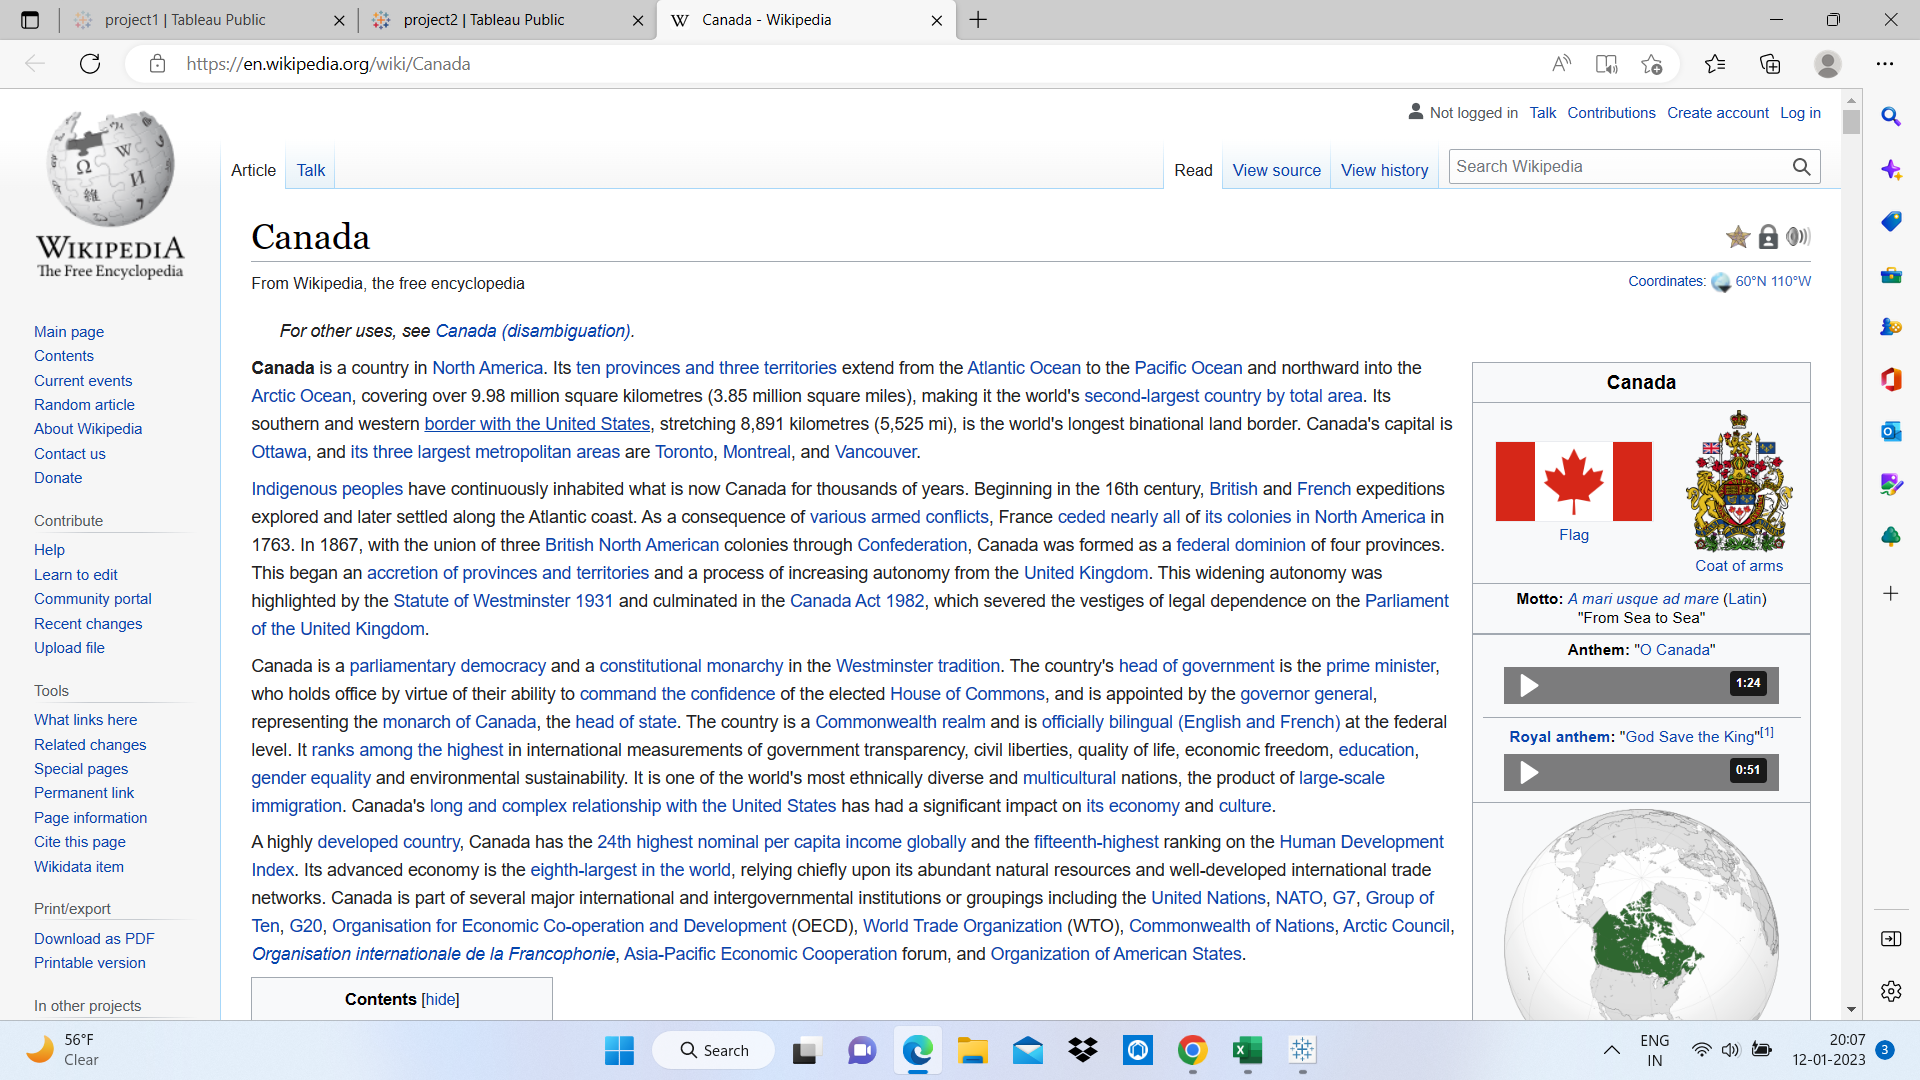 project1 | Tableau Public
project2 | Tableau Public
Canada - Wikipedia
https://en.wikipedia.org/wiki/Canada
WIKIPEDIA
The Free Encyclopedia
Main page
Contents
Current events
Random article
About Wikipedia
Contact us
Donate
Contribute
Help
Learn to edit
Community portal
Recent changes
Upload file
Tools
What links here
Related changes
Special pages
Permanent link
Page information
Cite this page
Wikidata item
Print/export
Download as PDF
Printable version
In other projects
Not logged in Talk Contributions Create account Log in
Article Talk
Read View source View history
Search Wikipedia
Canada
From Wikipedia, the free encyclopedia
Coordinates: 60°N 110°W
For other uses, see Canada (disambiguation).
Canada is a country in North America. Its ten provinces and three territories extend from the Atlantic Ocean to the Pacific Ocean and northward into the
Arctic Ocean, covering over 9.98 million square kilometres (3.85 million square miles), making it the world's second-largest country by total area. Its
southern and western border with the United States, stretching 8,891 kilometres (5,525 mi), is the world's longest binational land border. Canada's capital is
Ottawa, and its three largest metropolitan areas are Toronto, Montreal, and Vancouver.
Indigenous peoples have continuously inhabited what is now Canada for thousands of years. Beginning in the 16th century, British and French expeditions
explored and later settled along the Atlantic coast. As a consequence of various armed conflicts, France ceded nearly all of its colonies in North America in
1763. In 1867, with the union of three British North American colonies through Confederation, Canada was formed as a federal dominion of four provinces.
This began an accretion of provinces and territories and a process of increasing autonomy from the United Kingdom. This widening autonomy was
highlighted by the Statute of Westminster 1931 and culminated in the Canada Act 1982, which severed the vestiges of legal dependence on the Parliament
of the United Kingdom.
Canada is a parliamentary democracy and a constitutional monarchy in the Westminster tradition. The country's head of government is the prime minister,
who holds office by virtue of their ability to command the confidence of the elected House of Commons, and is appointed by the governor general,
representing the monarch of Canada, the head of state. The country is a Commonwealth realm and is officially bilingual (English and French) at the federal
level. It ranks among the highest in international measurements of government transparency, civil liberties, quality of life, economic freedom, education,
gender equality and environmental sustainability. It is one of the world's most ethnically diverse and multicultural nations, the product of large-scale
immigration. Canada's long and complex relationship with the United States has had a significant impact on its economy and culture.
A highly developed country, Canada has the 24th highest nominal per capita income globally and the fifteenth-highest ranking on the Human Development
Index. Its advanced economy is the eighth-largest in the world, relying chiefly upon its abundant natural resources and well-developed international trade
networks. Canada is part of several major international and intergovernmental institutions or groupings including the United Nations, NATO, G7, Group of
Ten, G20, Organisation for Economic Co-operation and Development (OECD), World Trade Organization (WTO), Commonwealth of Nations, Arctic Council,
Organisation internationale de la Francophonie, Asia-Pacific Economic Cooperation forum, and Organization of American States.
Contents [hide]
Canada
Flag
Coat of arms
Motto: A mari usque ad mare (Latin)
"From Sea to Sea"
Anthem: "O Canada"
1:24
Royal anthem: "God Save the King"[1]
0:51
56°F
Clear
Search
ENG
IN
20:07
12-01-2023
3